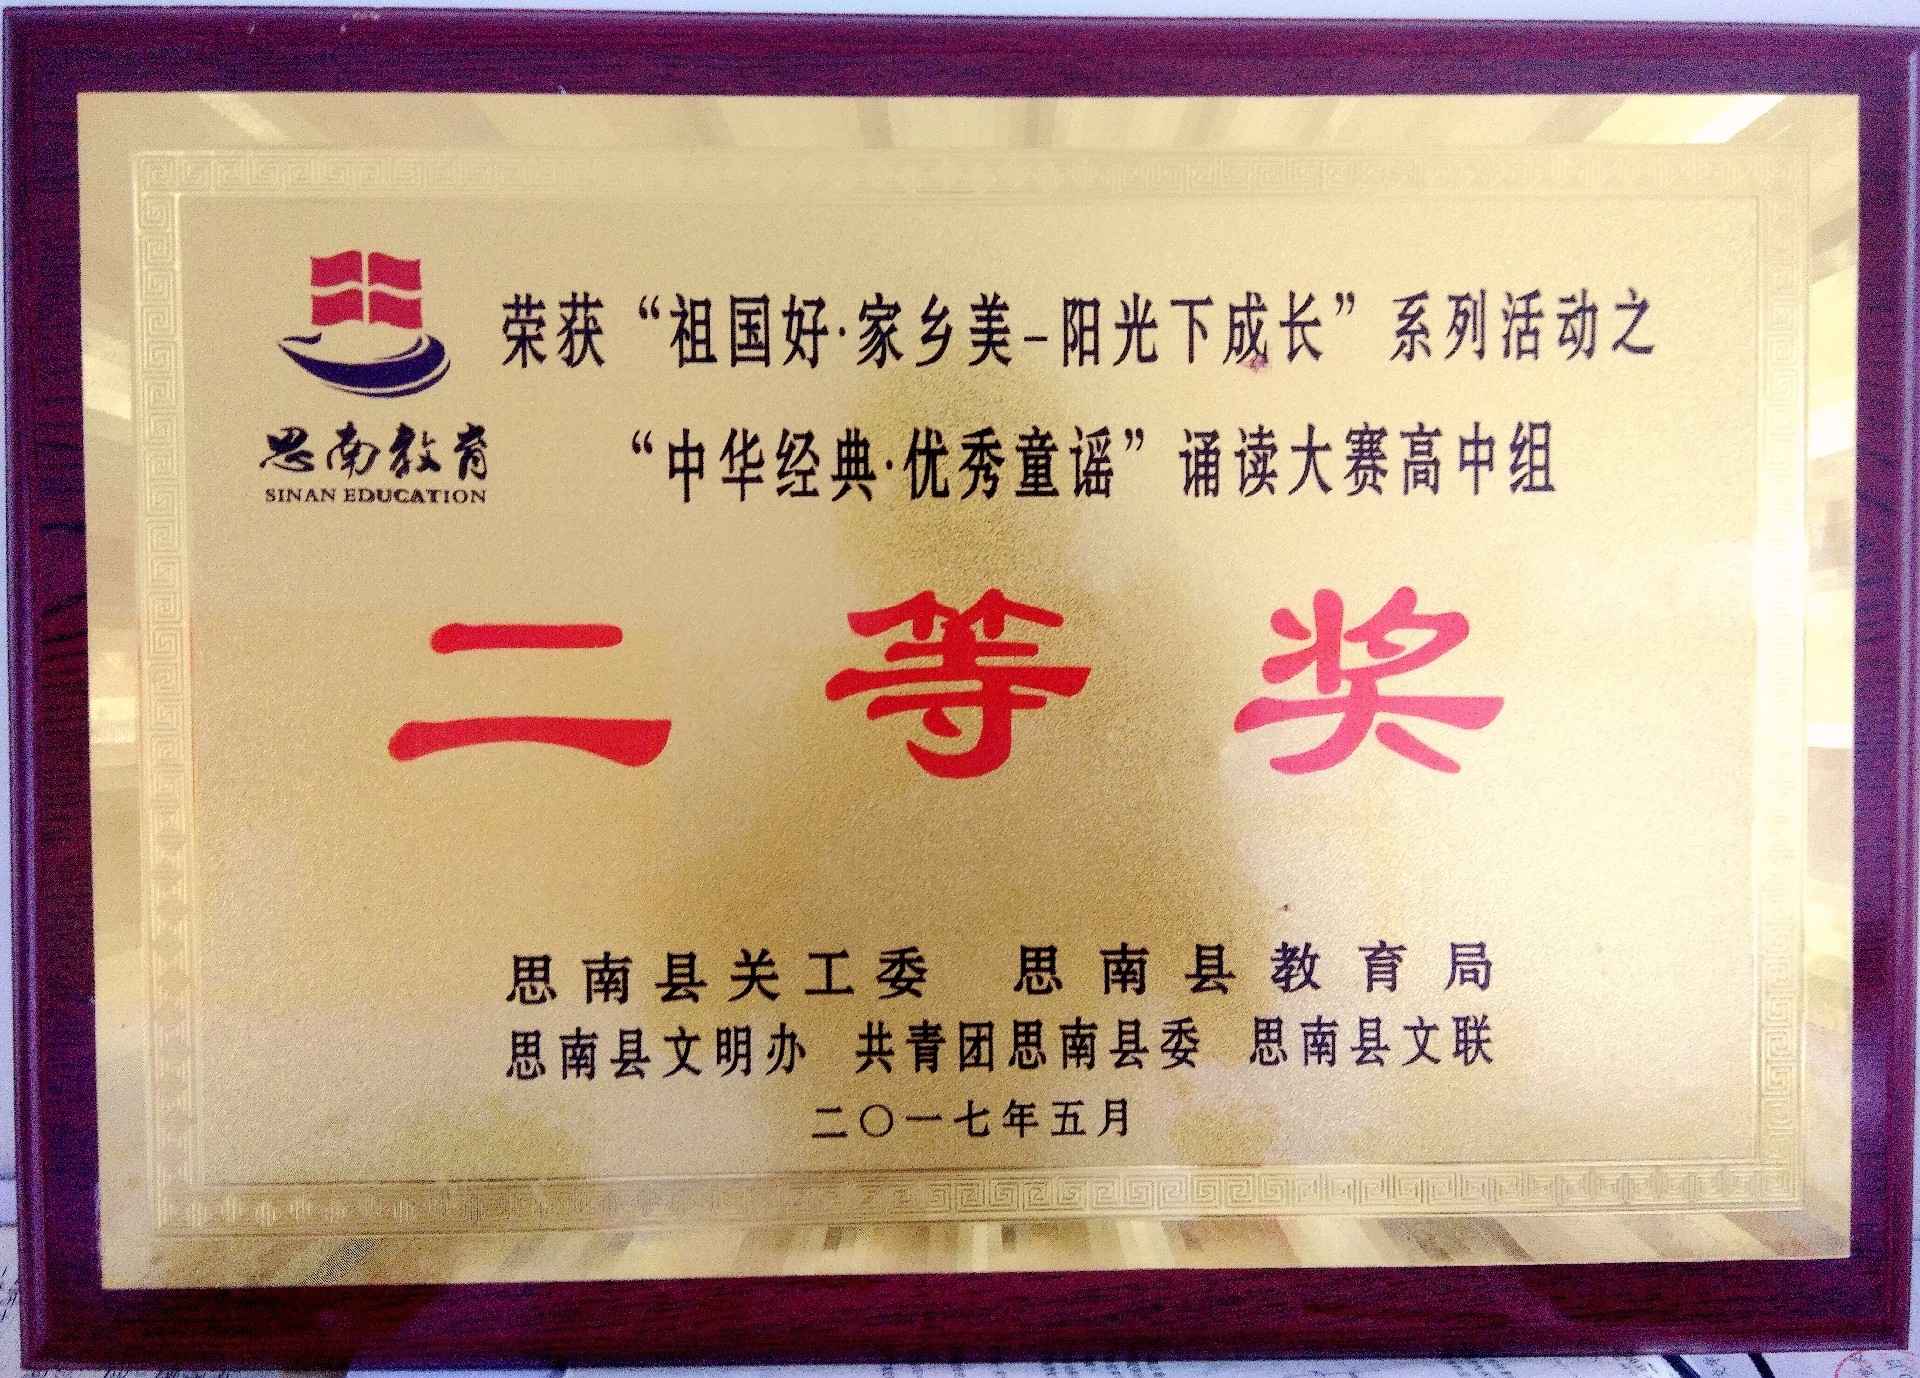 荣获“祖国好·家乡美-阳光下成长”系列活动之
思南教育
SINAN EDUCATION
“中华经典·优秀童谣”诵读大赛高中组
二等奖
思南县关工委 思南县教育局
思南县文明办 共青团思南县委 思南县文联
二〇一七年五月